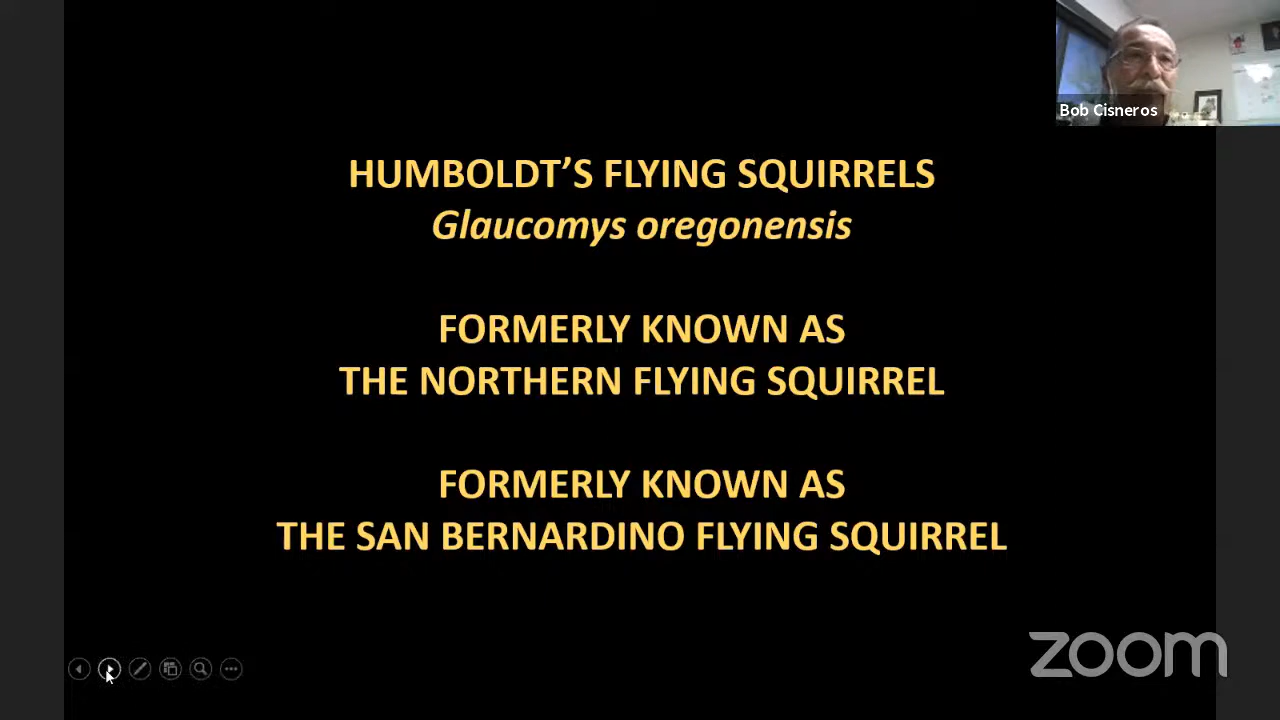 Bob Cisneros
HUMBOLDT’S FLYING SQUIRRELS
Glaucomys oregonensis
FORMERLY KNOWN AS
THE NORTHERN FLYING SQUIRREL
FORMERLY KNOWN AS
THE SAN BERNARDINO FLYING SQUIRREL
zoom